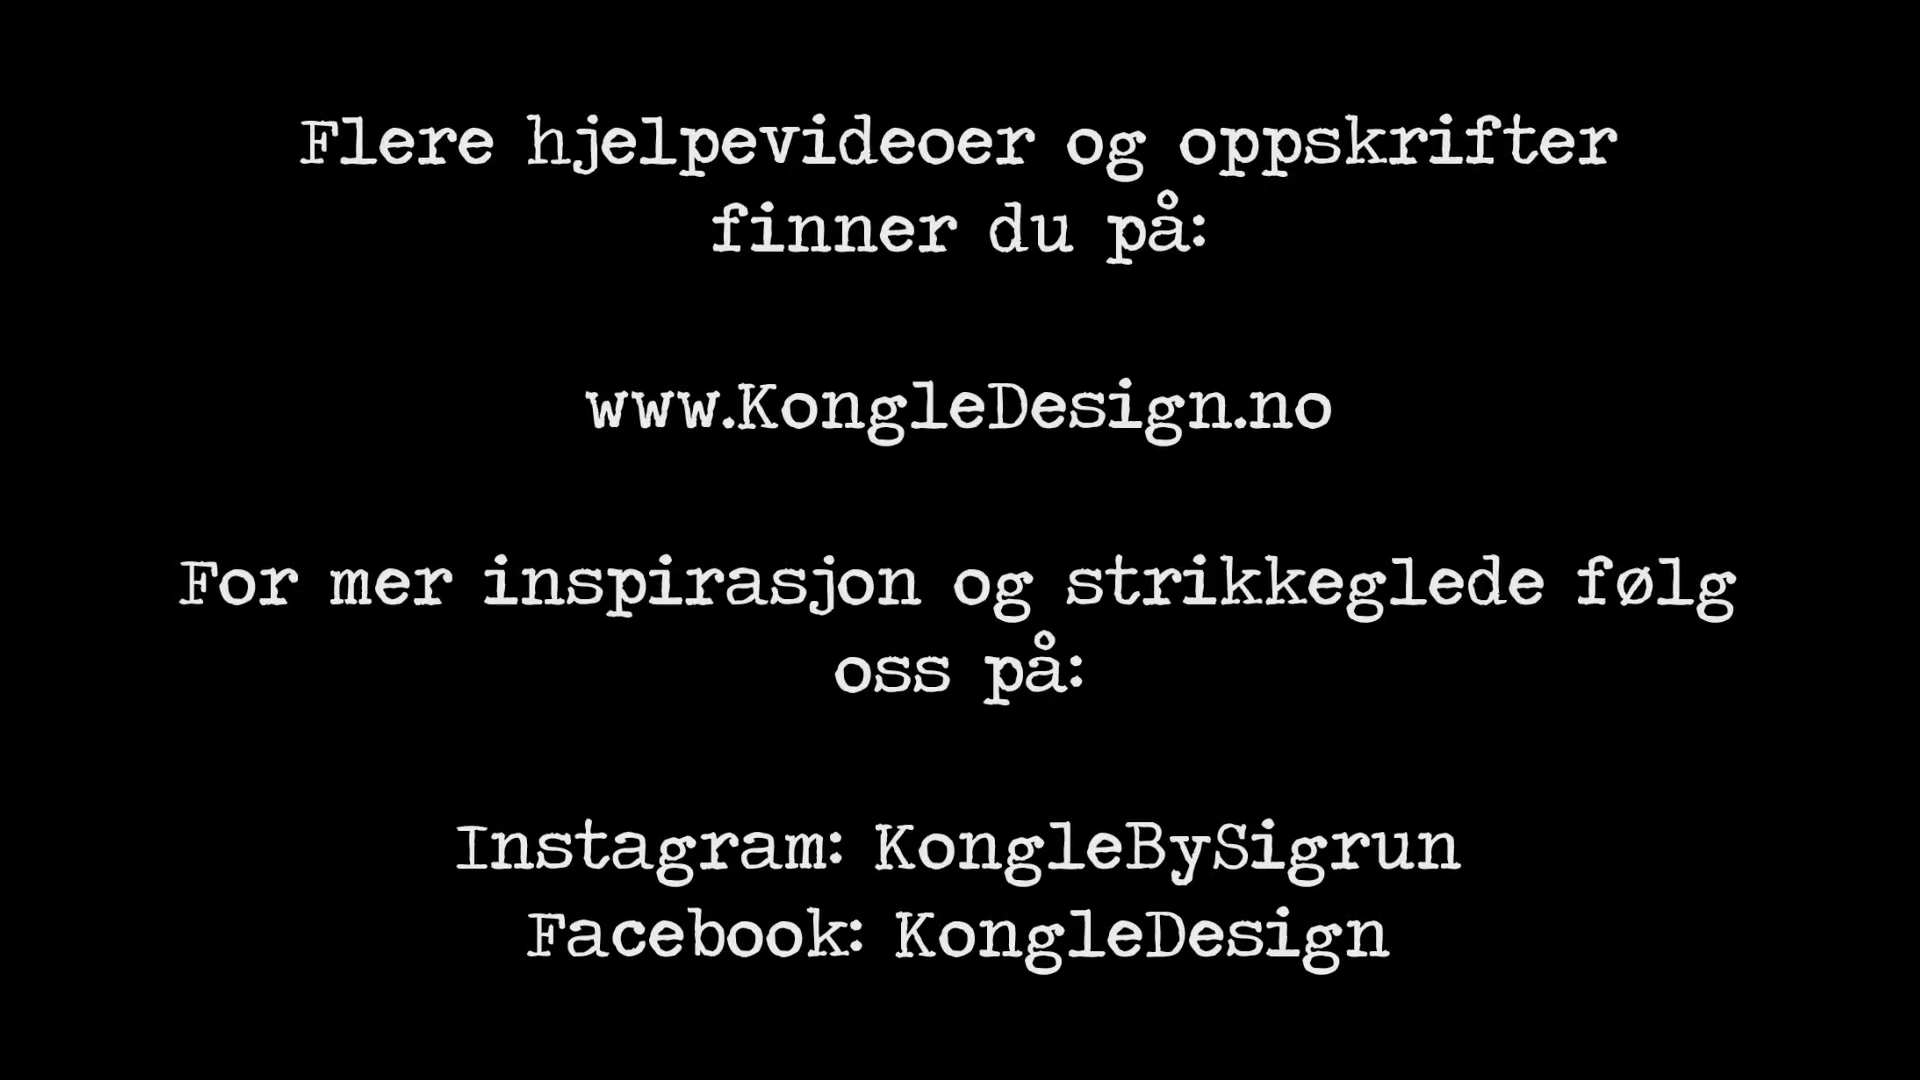 Flere hjelpevideoer og oppskrifter
finner du på:
www.KongleDesign.no
For mer inspirasjon og strikkeglede følg
oss på:
Instagram: KongleBySigrun
Facebook: KongleDesign